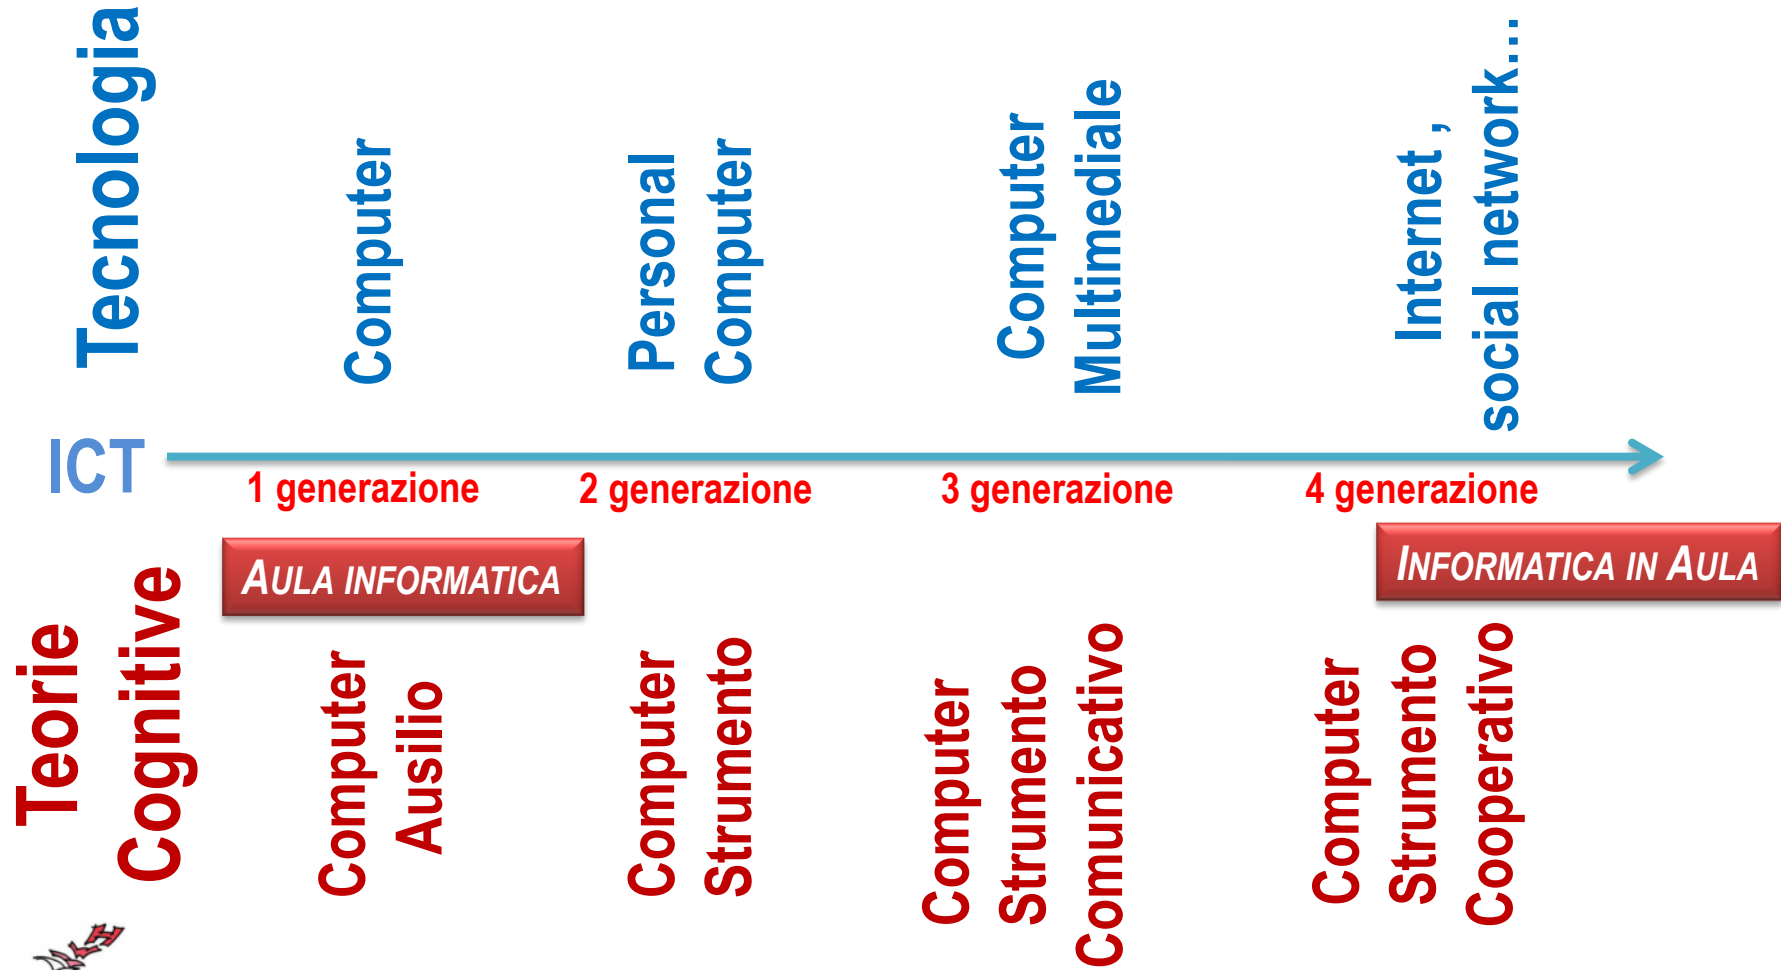 Tecnologia
Computer
Personal
Computer
Computer
Multimediale
Internet ,
social network...
ICT
1 generazione
2 generazione
3 generazione
4 generazione
AULA INFORMATICA
INFORMATICA IN AULA
Teorie
Cognitive
Computer
Ausilio
Computer
Strumento
Computer
Strumento
Comunicativo
Computer
Strumento
Cooperativo